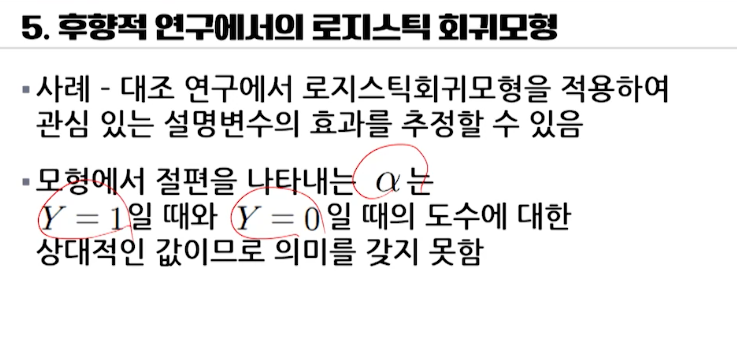 5. 후향적 연구에서의 로지스틱 회귀모형
▪ 사례 - 대조 연구에서 로지스틱회귀모형을 적용하여
관심 있는 설명변수의 효과를 추정할 수 있음
▪ 모형에서 절편을 나타내는 α는
Y = 1일 때와 Y = 0일 때의 도수에 대한
상대적인 값이므로 의미를 갖지 못함